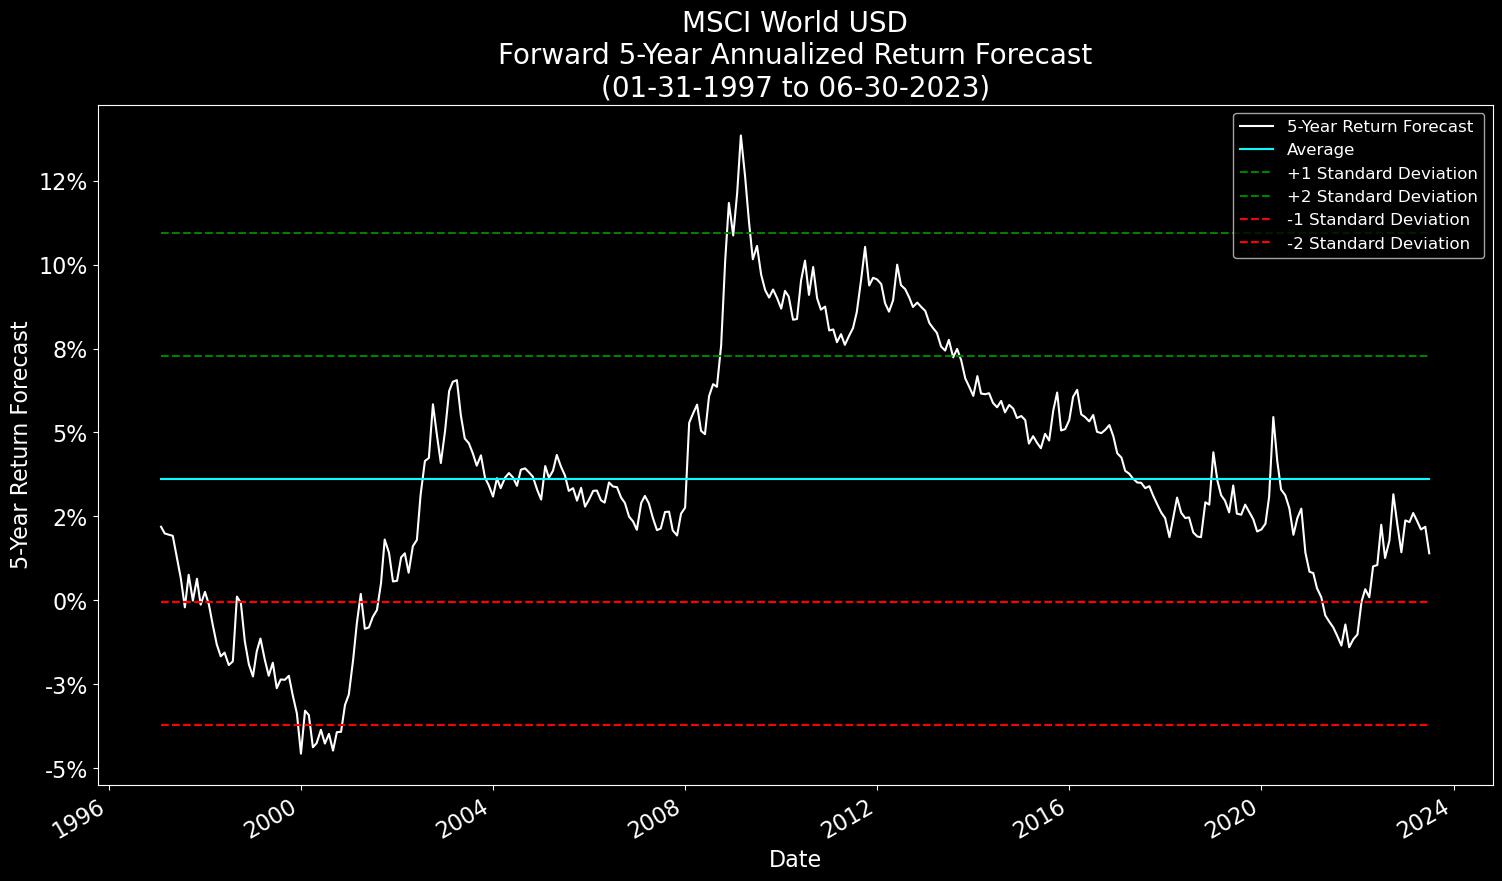 MSCI World USD
Forward 5-Year Annualized Return Forecast
(01-31-1997 to 06-30-2023)
5-Year Return Forecast
Average
+1 Standard Deviation
+2 Standard Deviation
-1 Standard Deviation
-2 Standard Deviation
12%
10%
8%
5%
2%
0%
-3%
-5%
5-Year Return Forecast
1996 2000 2004 2008 2012 2016 2020 2024
Date